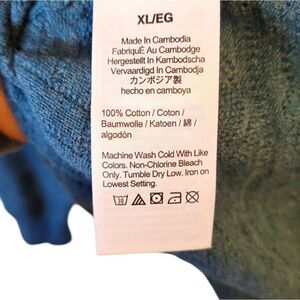 XL/EG
Made In Cambodia
FabriquÉ Au Cambodge
Hergestellt In Kambodscha
Vervaardigd In Cambodja
カンボジア製
hecho en camboya
100% Cotton / Coton /
Baumwolle / Katoen / 綿 /
algodón
Machine Wash Cold With Like
Colors. Non-Chlorine Bleach
Only. Tumble Dry Low. Iron on
Lowest Setting.